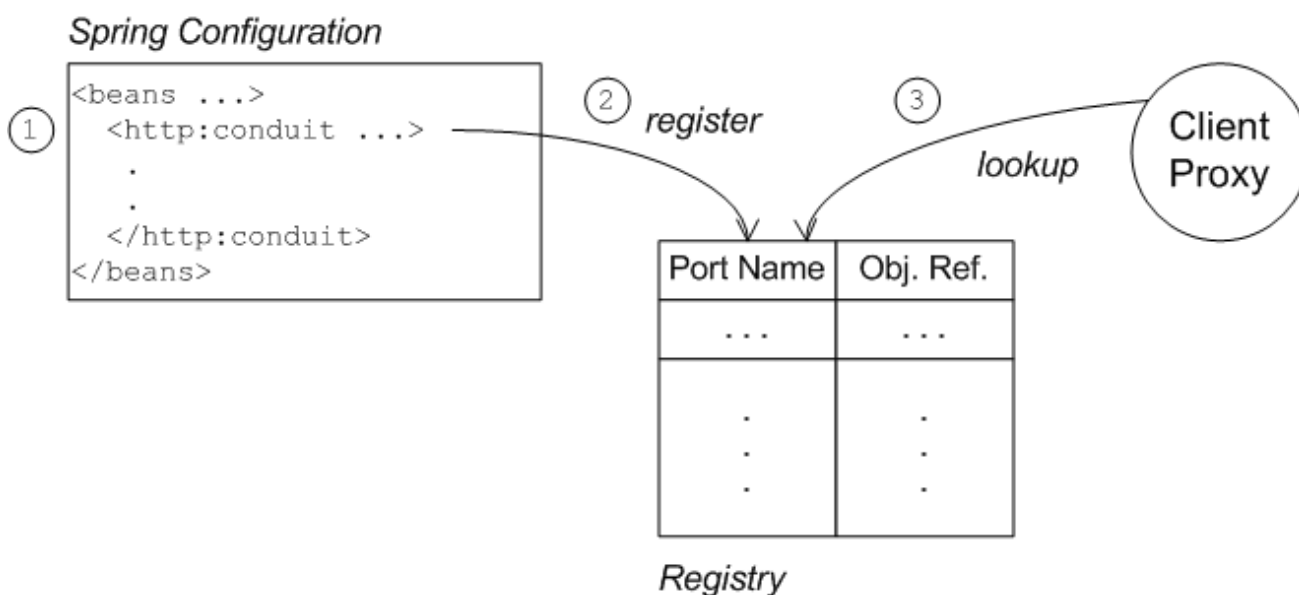 Spring Configuration
1
<beans ...>
<http:conduit ...>
.
.
</http:conduit>
</beans>
2
register
3
lookup
Client
Proxy
Port Name Obj. Ref.
... ...
. .
. .
. .
Registry